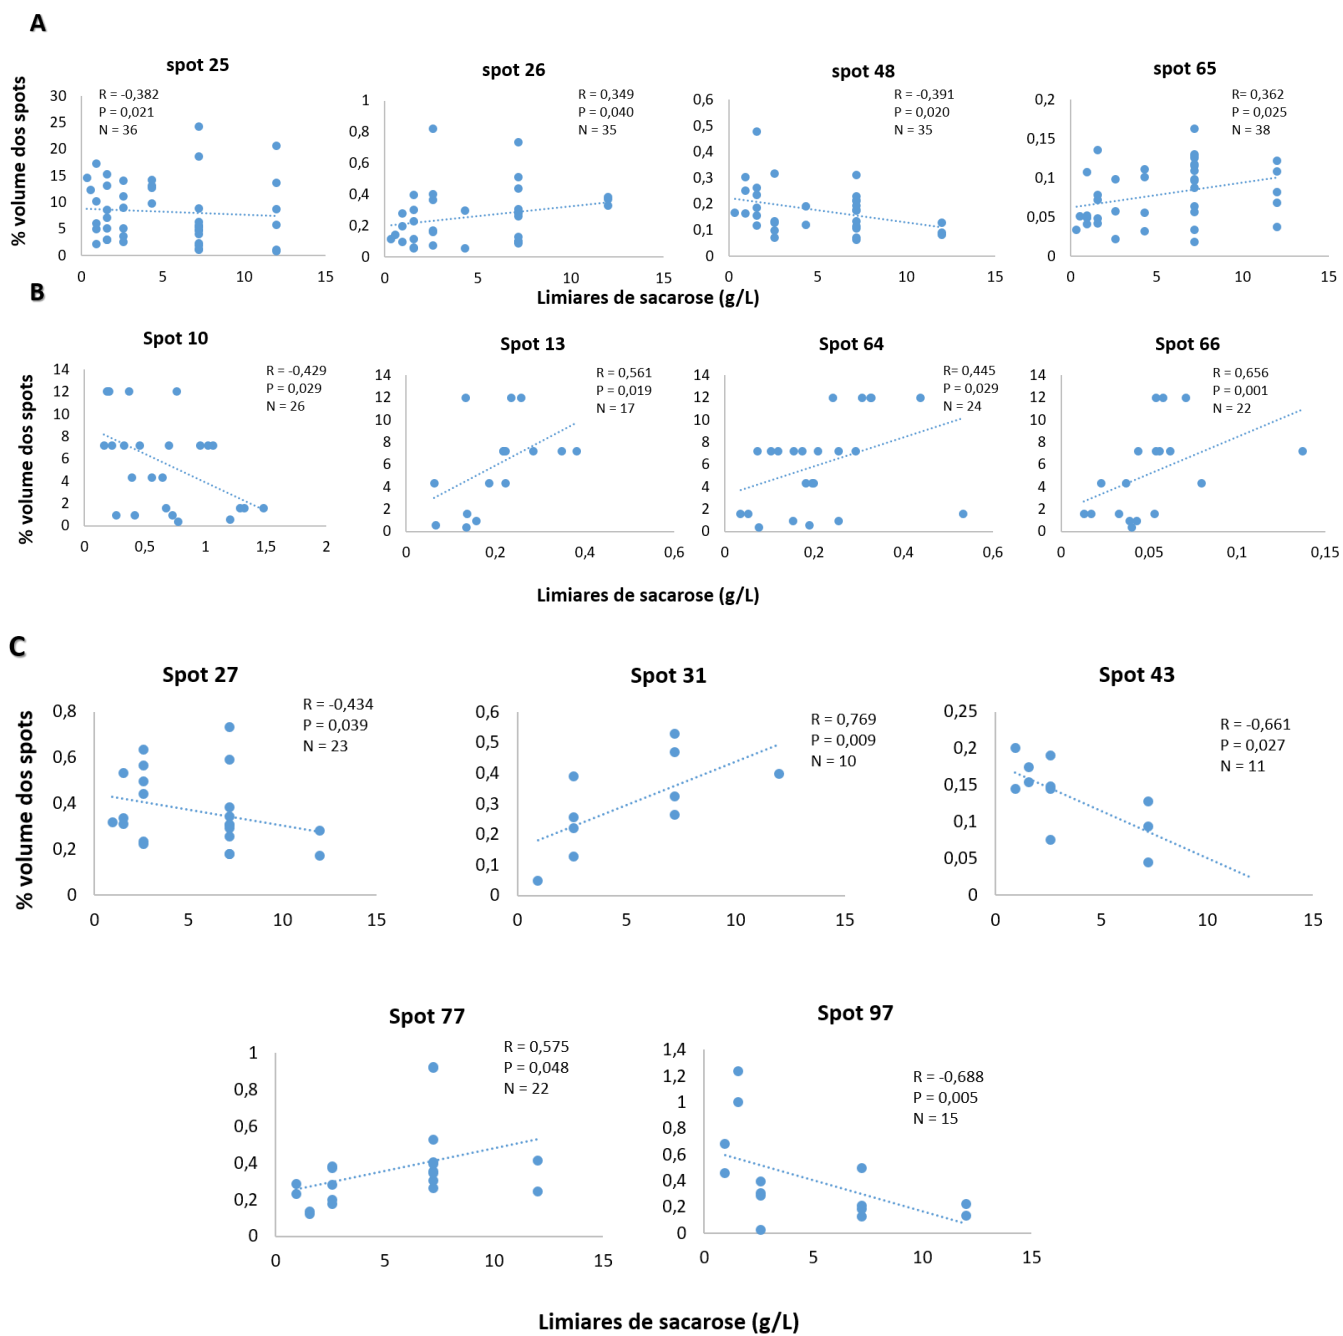 A
spot 25
R = -0,382
P = 0,021
N = 36
30
25
20
15
10
5
0
0 5 10 15
spot 26
R = 0,349
P = 0,040
N = 35
1
0,8
0,6
0,4
0,2
0
0 5 10 15
spot 48
R = -0,391
P = 0,020
N = 35
0,6
0,5
0,4
0,3
0,2
0,1
0
0 5 10 15
spot 65
R= 0,362
P = 0,025
N = 38
0,2
0,15
0,1
0,05
0
0 5 10 15
% volume dos spots
Limiares de sacarose (g/L)
B
Spot 10
R = -0,429
P = 0,029
N = 26
14
12
10
8
6
4
2
0
0 0,5 1 1,5 2
Spot 13
R = 0,561
P = 0,019
N = 17
14
12
10
8
6
4
2
0
0 0,2 0,4 0,6
Spot 64
R= 0,445
P = 0,029
N = 24
14
12
10
8
6
4
2
0
0 0,2 0,4 0,6
Spot 66
R = 0,656
P = 0,001
N = 22
14
12
10
8
6
4
2
0
0 0,05 0,1 0,15
% volume dos spots
Limiares de sacarose (g/L)
C
Spot 27
R = -0,434
P = 0,039
N = 23
0,8
0,6
0,4
0,2
0
0 5 10 15
Spot 31
R = 0,769
P = 0,009
N = 10
0,6
0,5
0,4
0,3
0,2
0,1
0
0 5 10 15
Spot 43
R = -0,661
P = 0,027
N = 11
0,25
0,2
0,15
0,1
0,05
0
0 5 10 15
% volume dos spots
Spot 77
R = 0,575
P = 0,048
N = 22
1
0,8
0,6
0,4
0,2
0
0 5 10 15
Spot 97
R = -0,688
P = 0,005
N = 15
1,4
1,2
1
0,8
0,6
0,4
0,2
0
0 5 10 15
Limiares de sacarose (g/L)